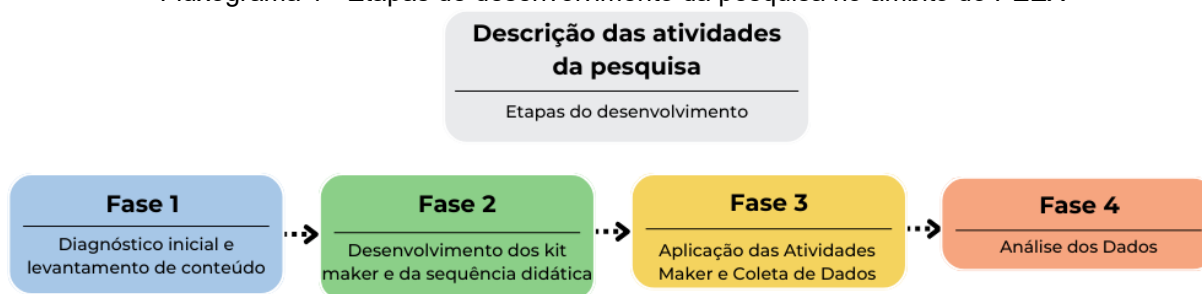 Descrição das atividades
da pesquisa
Etapas do desenvolvimento
Fase 1
Diagnóstico inicial e
levantamento de conteúdo
Fase 2
Desenvolvimento dos kit
maker e da sequência didática
Fase 3
Aplicação das Atividades
Maker e Coleta de Dados
Fase 4
Análise dos Dados